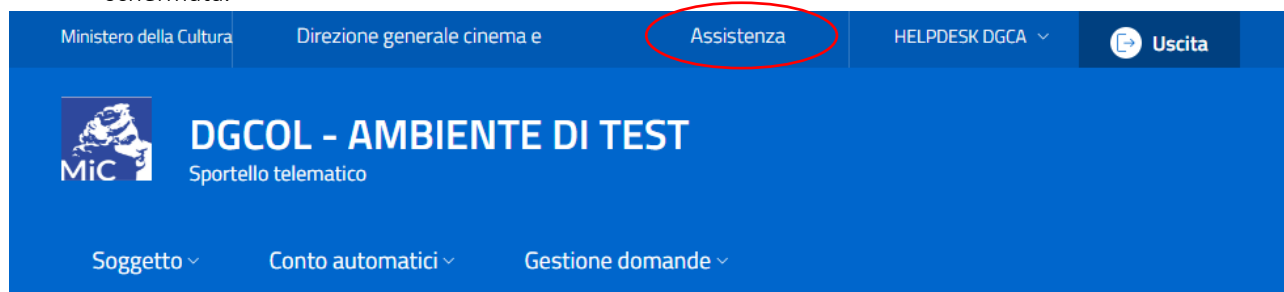 schermata.
Ministero della Cultura Direzione generale cinema e Assistenza HELPDESK DGCA Uscita
MiC
DGCOL - AMBIENTE DI TEST
Sportello telematico
Soggetto Conto automatici Gestione domande